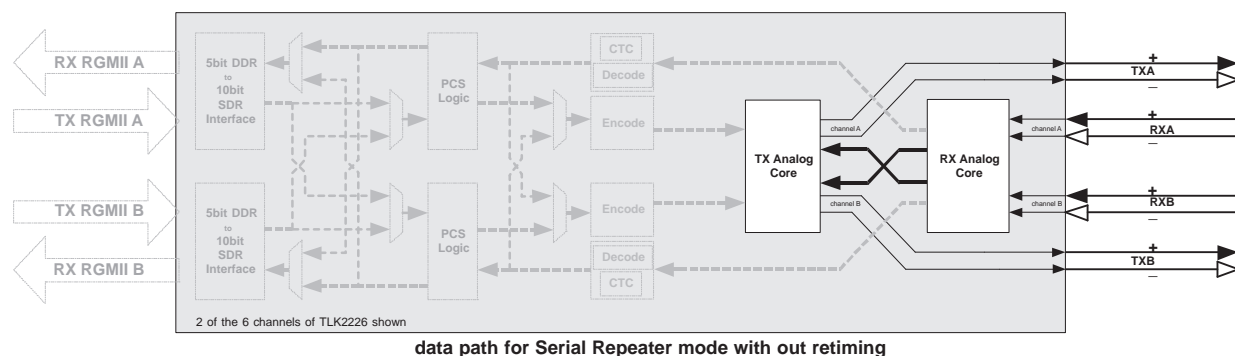 RX RGMII A
TX RGMII A
TX RGMII B
RX RGMII B
5bit DDR
to
10bit
SDR
Interface
5bit DDR
to
10bit
SDR
Interface
PCS
Logic
PCS
Logic
CTC
Decode
Encode
Encode
Decode
CTC
TX Analog
Core
channel A
channel B
RX Analog
Core
channel A
channel B
+
TXA
_
+
RXA
_
+
RXB
_
+
TXB
_
2 of the 6 channels of TLK2226 shown
data path for Serial Repeater mode with out retiming